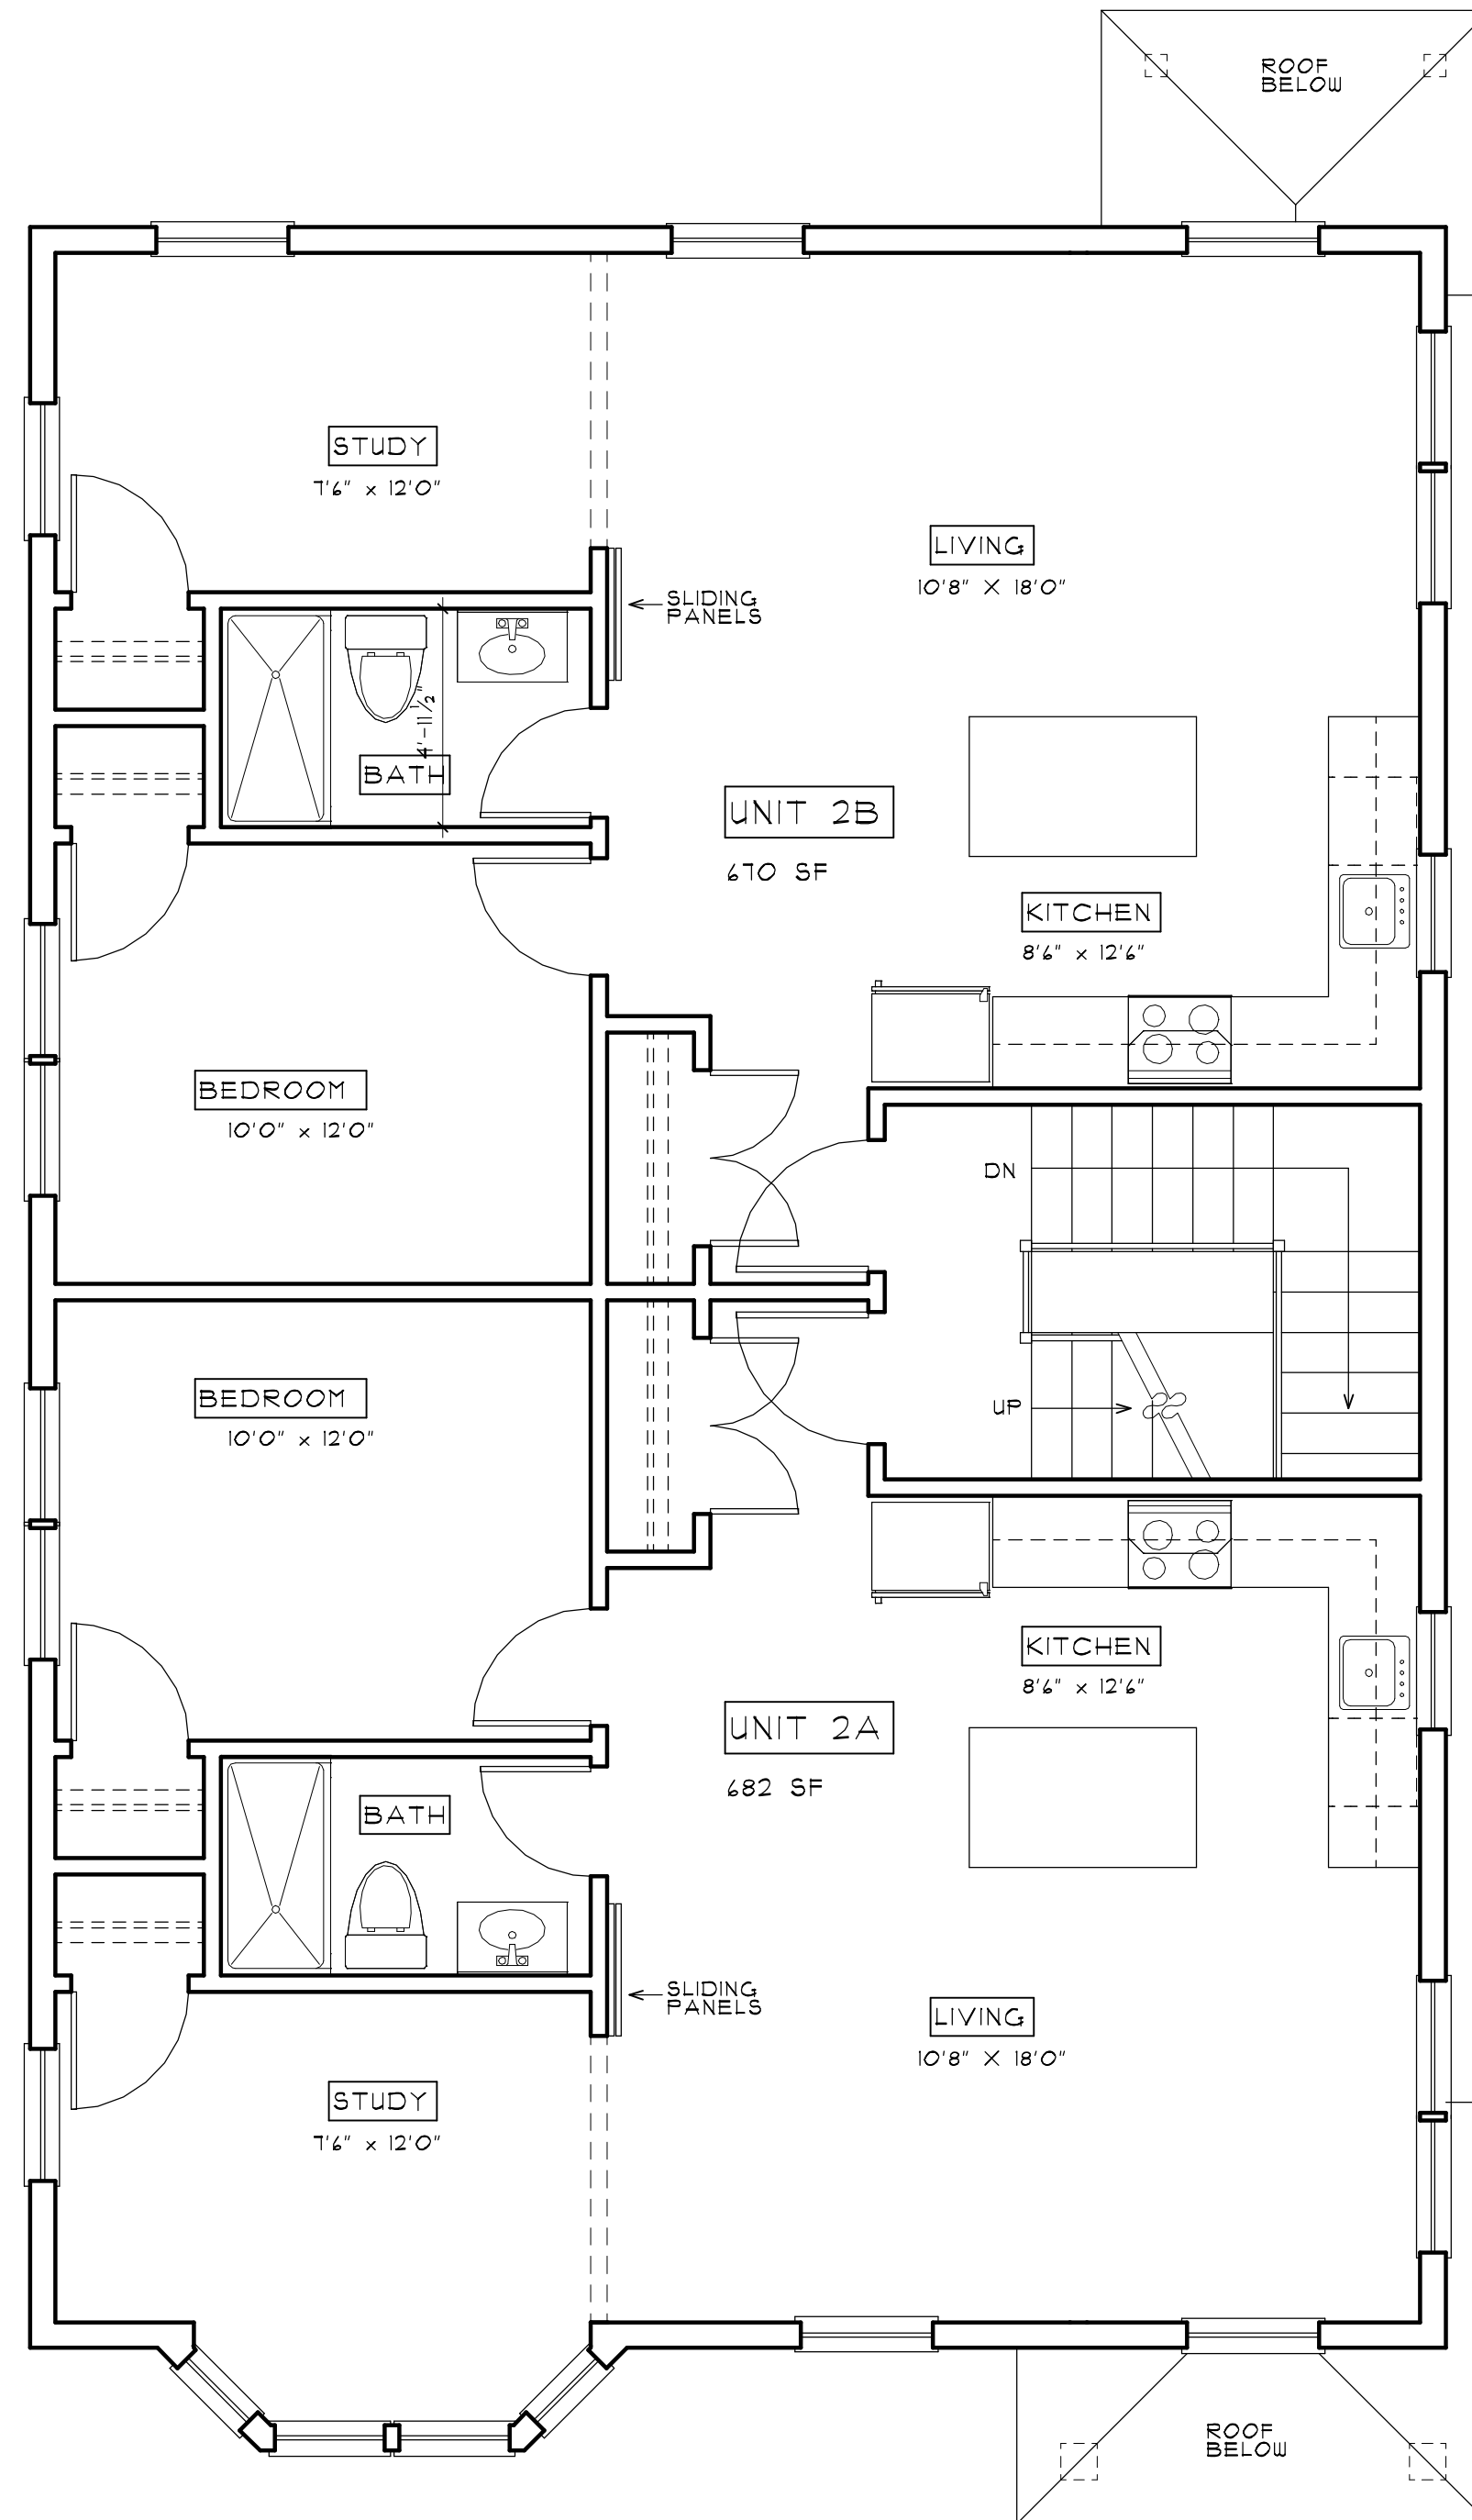 ROOF
BELOW
STUDY
7'6" x 12'0"
LIVING
10'8" X 18'0"
SLIDING
PANELS
4'-11 1/2"
BATH
UNIT 2B
670 SF
KITCHEN
8'6" x 12'6"
BEDROOM
10'0" x 12'0"
DN
UP
BEDROOM
10'0" x 12'0"
KITCHEN
8'6" x 12'6"
UNIT 2A
682 SF
BATH
SLIDING
PANELS
LIVING
10'8" X 18'0"
STUDY
7'6" x 12'0"
ROOF
BELOW